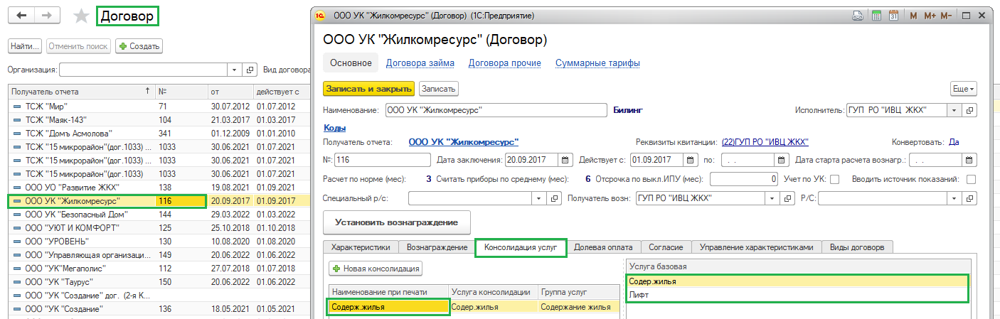 Договор
Найти... Отменить поиск Создать
Организация: Вид договора
Получатель отчета № от действует с
ТСЖ "Мир" 71 30.07.2012 01.07.2012
ТСЖ "Маяк-143" 104 21.03.2017 01.03.2017
ТСЖ "Домъ Асмолова" 341 01.12.2009 01.01.2010
ТСЖ "15 микрорайон"(дог.1033) ... 1033 30.06.2021 01.07.2021
ТСЖ "15 микрорайон"(дог.1033) ... 1033 30.06.2021 01.07.2021
ТСЖ "15 микрорайон"(дог.1033) 1033 30.06.2021 01.07.2021
ООО УО "Развитие ЖКХ" 138 19.08.2021 01.09.2021
ООО УК "Жилкомресурс" 116 20.09.2017 01.09.2017
ООО УК "Безопасный Дом" 144 29.03.2022 01.03.2022
ООО "УЮТ И КОМФОРТ" 125 25.10.2018 01.10.2018
ООО "УРОВЕНЬ" 130 10.08.2020 01.08.2020
ООО "Управляющая организаци... 149 20.06.2022 01.06.2022
ООО "УК"Мегаполис" 112 27.07.2018 01.07.2018
ООО "УК "Таурус" 150 20.06.2022 01.06.2022
ООО "УК "Создание" дог. (2-я К...
ООО "УК "Создание" 136 18.05.2021 01.05.2021
ООО УК "Жилкомресурс" (Договор) (1С:Предприятие) M M+ M-
ООО УК "Жилкомресурс" (Договор)
Основное Договора займа Договора прочие Суммарные тарифы
Записать и закрыть Записать Еще
Наименование: ООО УК "Жилкомресурс" Билинг Исполнитель: ГУП РО "ИВЦ ЖКХ"
Коды
Получатель отчета: ООО УК "Жилкомресурс" Реквизиты квитанции: (22)ГУП РО "ИВЦ ЖКХ" Конвертовать: Да
№: 116 Дата заключения: 20.09.2017 Действует с: 01.09.2017 по: . . Дата старта расчета вознагр.: . .
Расчет по норме (мес): 3 Считать приборы по среднему (мес): 6 Отсрочка по выкл.ИПУ (мес): 0 Учет по УК: Вводить источник показаний:
Специальный р/с: Получатель возн: ГУП РО "ИВЦ ЖКХ" Р/С:
Установить вознаграждение
Характеристики Вознаграждение Консолидация услуг Долевая оплата Согласие Управление характеристиками Виды договорв
Новая консолидация
Наименование при печати Услуга консолидации Группа услуг
Содерж.жилья Содер.жилья Содержание жилья
Услуга базовая
Содер.жилья
Лифт